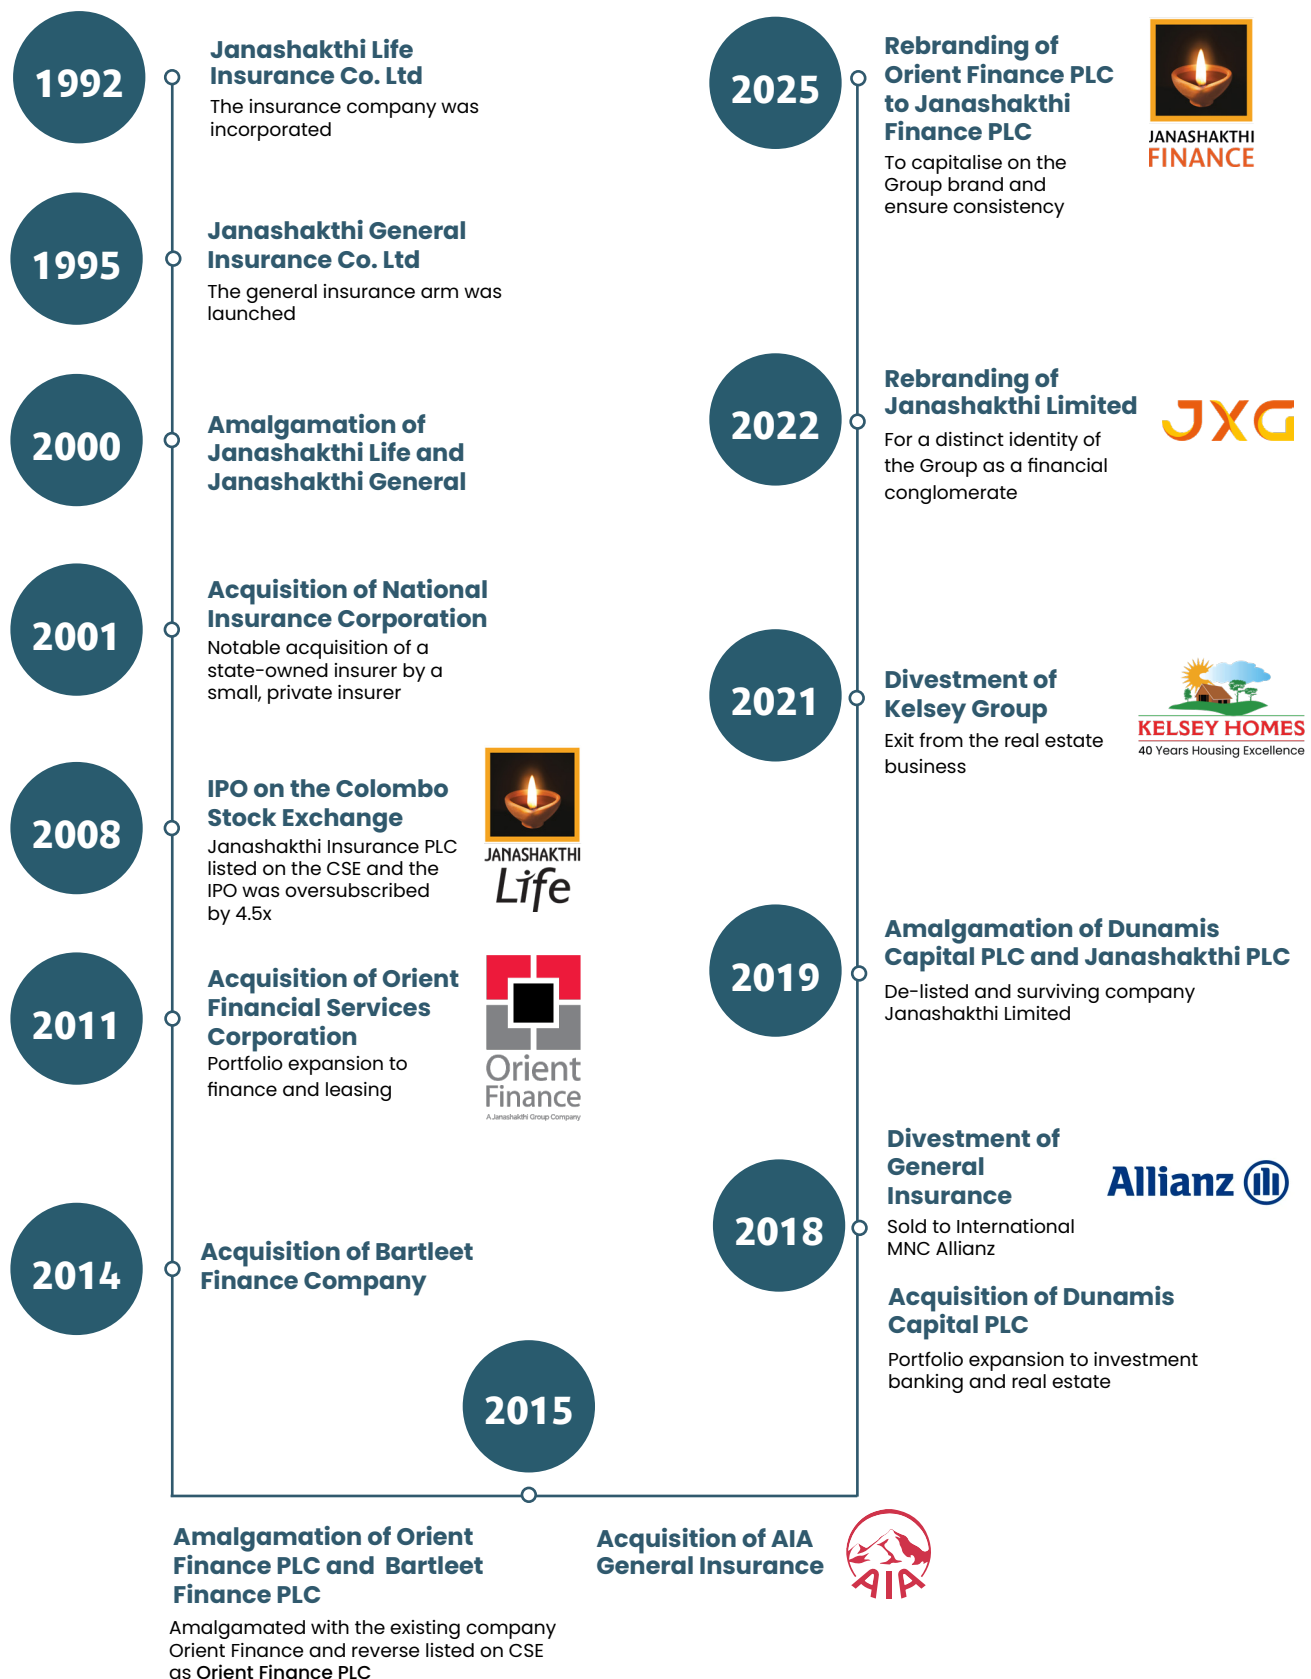 1992
Janashakthi Life
Insurance Co. Ltd
The insurance company was
incorporated
1995
Janashakthi General
Insurance Co. Ltd
The general insurance arm was
launched
2000
Amalgamation of
Janashakthi Life and
Janashakthi General
2001
Acquisition of National
Insurance Corporation
Notable acquisition of a
state-owned insurer by a
small, private insurer
2008
IPO on the Colombo
Stock Exchange
Janashakthi Insurance PLC
listed on the CSE and the
IPO was oversubscribed
by 4.5x
JANASHAKTHI
Life
2011
Acquisition of Orient
Financial Services
Corporation
Portfolio expansion to
finance and leasing
Orient
Finance
A Janashakthi Group Company
2014
Acquisition of Bartleet
Finance Company
2015
Amalgamation of Orient
Finance PLC and Bartleet
Finance PLC
Amalgamated with the existing company
Orient Finance and reverse listed on CSE
as Orient Finance PLC
Acquisition of AIA
General Insurance
AIA
2018
Divestment of
General
Insurance
Sold to International
MNC Allianz
Allianz
Acquisition of Dunamis
Capital PLC
Portfolio expansion to investment
banking and real estate
2019
Amalgamation of Dunamis
Capital PLC and Janashakthi PLC
De-listed and surviving company
Janashakthi Limited
2021
Divestment of
Kelsey Group
Exit from the real estate
business
KELSEY HOMES
40 Years Housing Excellence
2022
Rebranding of
Janashakthi Limited
For a distinct identity of
the Group as a financial
conglomerate
JXG
2025
Rebranding of
Orient Finance PLC
to Janashakthi
Finance PLC
To capitalise on the
Group brand and
ensure consistency
JANASHAKTHI
FINANCE